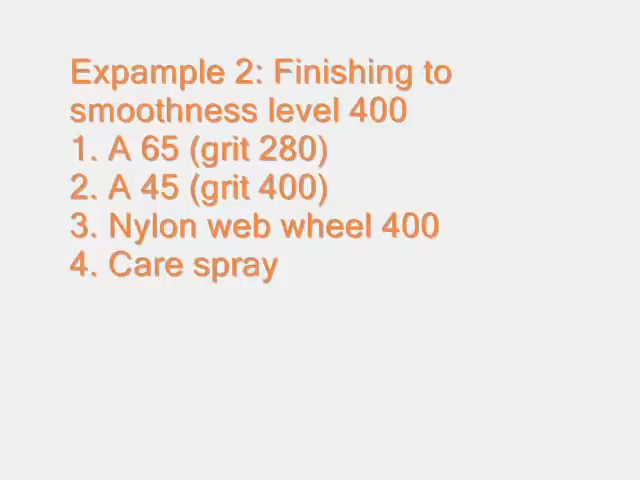 Expample 2: Finishing to
smoothness level 400
1. A 65 (grit 280)
2. A 45 (grit 400)
3. Nylon web wheel 400
4. Care spray